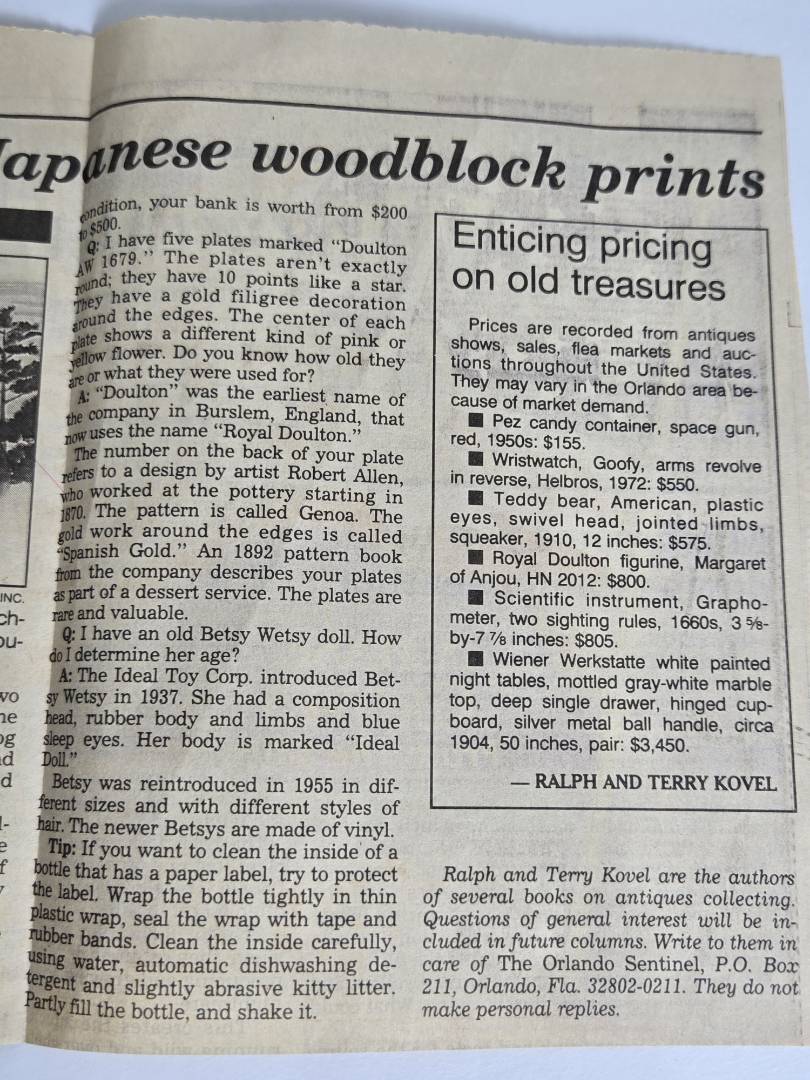 Japanese woodblock prints
condition, your bank is worth from $200
to $500.
Q: I have five plates marked “Doulton
AW 1679.” The plates aren’t exactly
round; they have 10 points like a star.
They have a gold filigree decoration
around the edges. The center of each
plate shows a different kind of pink or
yellow flower. Do you know how old they
are or what they were used for?
A: “Doulton” was the earliest name of
the company in Burslem, England, that
now uses the name “Royal Doulton.”
The number on the back of your plate
refers to a design by artist Robert Allen,
who worked at the pottery starting in
1870. The pattern is called Genoa. The
gold work around the edges is called
“Spanish Gold.” An 1892 pattern book
from the company describes your plates
as part of a dessert service. The plates are
rare and valuable.
Q: I have an old Betsy Wetsy doll. How
do I determine her age?
A: The Ideal Toy Corp. introduced Bet-
sy Wetsy in 1937. She had a composition
head, rubber body and limbs and blue
sleep eyes. Her body is marked “Ideal
Doll.”
Betsy was reintroduced in 1955 in dif-
ferent sizes and with different styles of
hair. The newer Betsys are made of vinyl.
Tip: If you want to clean the inside of a
bottle that has a paper label, try to protect
the label. Wrap the bottle tightly in thin
plastic wrap, seal the wrap with tape and
rubber bands. Clean the inside carefully,
using water, automatic dishwashing de-
tergent and slightly abrasive kitty litter.
Partly fill the bottle, and shake it.
Enticing pricing
on old treasures
Prices are recorded from antiques
shows, sales, flea markets and auc-
tions throughout the United States.
They may vary in the Orlando area be-
cause of market demand.
■ Pez candy container, space gun,
red, 1950s: $155.
■ Wristwatch, Goofy, arms revolve
in reverse, Helbros, 1972: $550.
■ Teddy bear, American, plastic
eyes, swivel head, jointed limbs,
squeaker, 1910, 12 inches: $575.
■ Royal Doulton figurine, Margaret
of Anjou, HN 2012: $800.
■ Scientific instrument, Grapho-
meter, two sighting rules, 1660s, 3 ⅝-
by-7 ⅞ inches: $805.
■ Wiener Werkstatte white painted
night tables, mottled gray-white marble
top, deep single drawer, hinged cup-
board, silver metal ball handle, circa
1904, 50 inches, pair: $3,450.
— RALPH AND TERRY KOVEL
Ralph and Terry Kovel are the authors
of several books on antiques collecting.
Questions of general interest will be in-
cluded in future columns. Write to them in
care of The Orlando Sentinel, P.O. Box
211, Orlando, Fla. 32802-0211. They do not
make personal replies.
INC.